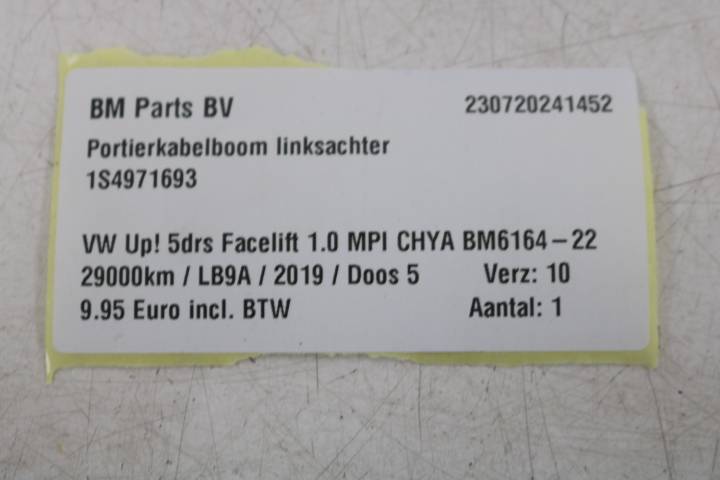 BM Parts BV 230720241452
Portierkabelboom linksachter
1S4971693
VW Up! 5drs Facelift 1.0 MPI CHYA BM6164-22
29000km / LB9A / 2019 / Doos 5 Verz: 10
9.95 Euro incl. BTW Aantal: 1